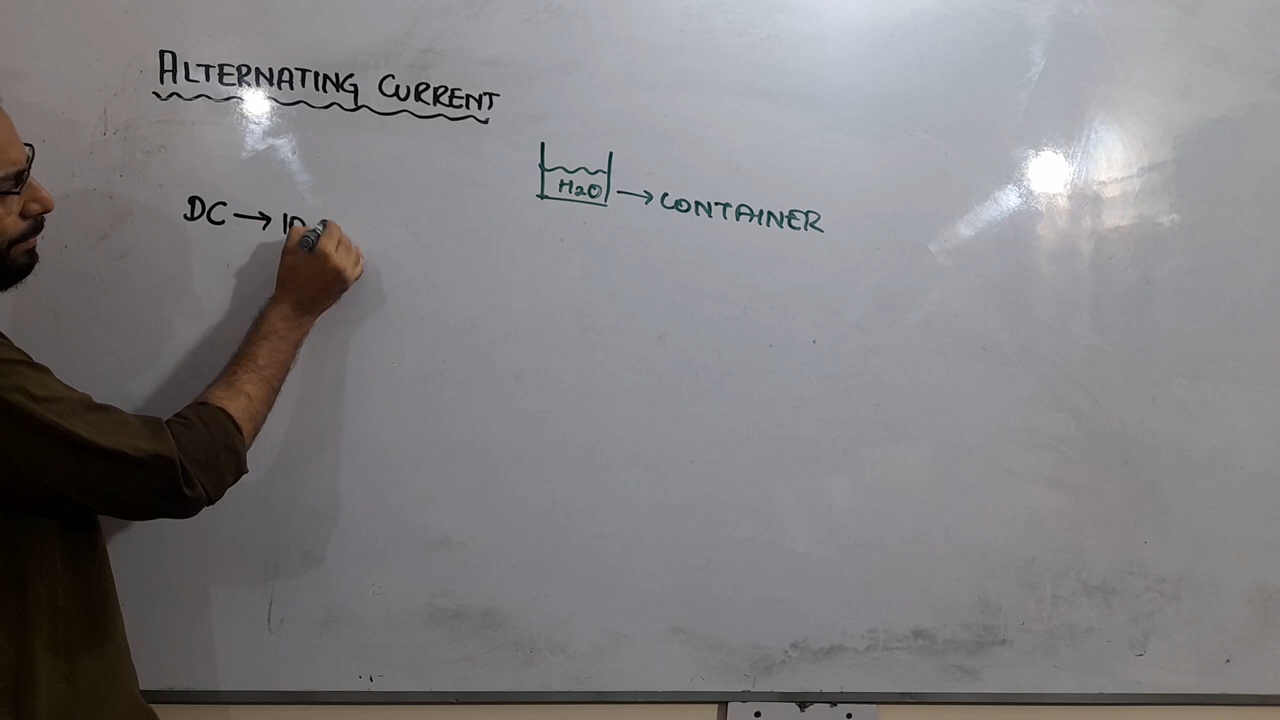 ALTERNATING CURRENT
H2O → CONTAINER
DC →